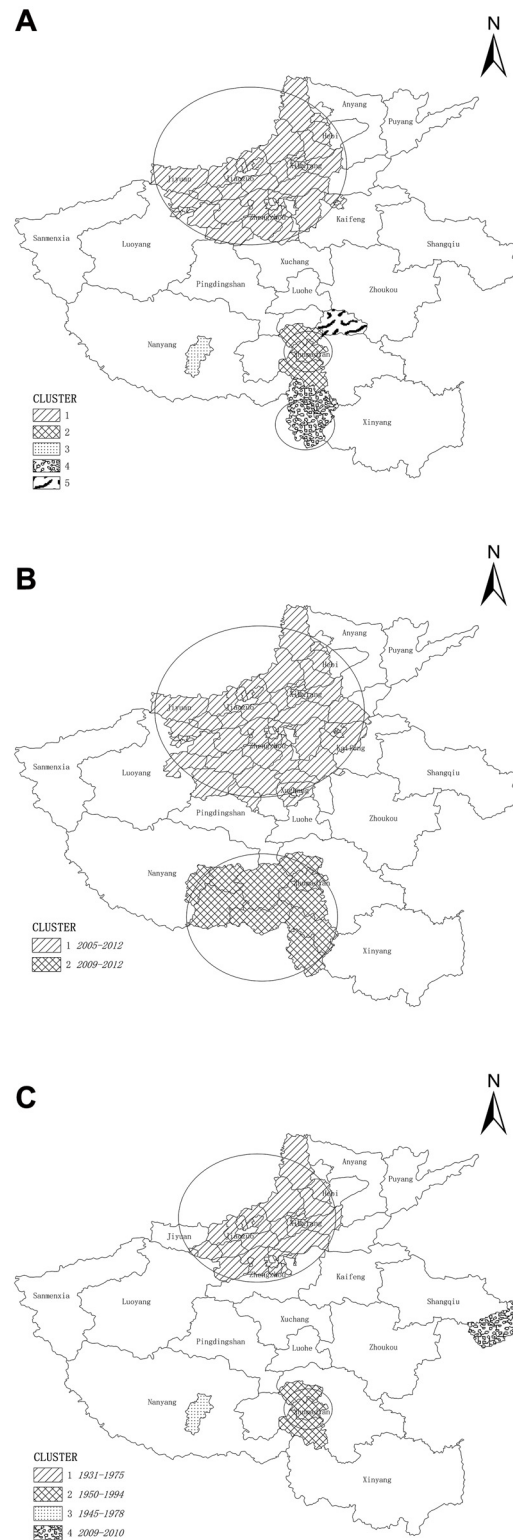 A
N
Anyang
Puyang
Hebi
Xinxiang
Jiyuan
Jiaozuo
Zhengzhou
Kaifeng
Sanmenxia
Luoyang
Shangqiu
Xuchang
Pingdingshan
Luohe
Zhoukou
Nanyang
Zhumadian
Xinyang
CLUSTER
1
2
3
4
5
B
N
Anyang
Puyang
Hebi
Xinxiang
Jiyuan
Jiaozuo
Zhengzhou
Kaifeng
Sanmenxia
Luoyang
Shangqiu
Xuchang
Pingdingshan
Luohe
Zhoukou
Nanyang
Zhumadian
Xinyang
CLUSTER
1 2005-2012
2 2009-2012
C
N
Anyang
Puyang
Hebi
Xinxiang
Jiyuan
Jiaozuo
Zhengzhou
Kaifeng
Sanmenxia
Luoyang
Shangqiu
Xuchang
Pingdingshan
Luohe
Zhoukou
Nanyang
Zhumadian
Xinyang
CLUSTER
1 1931-1975
2 1950-1994
3 1945-1978
4 2009-2010